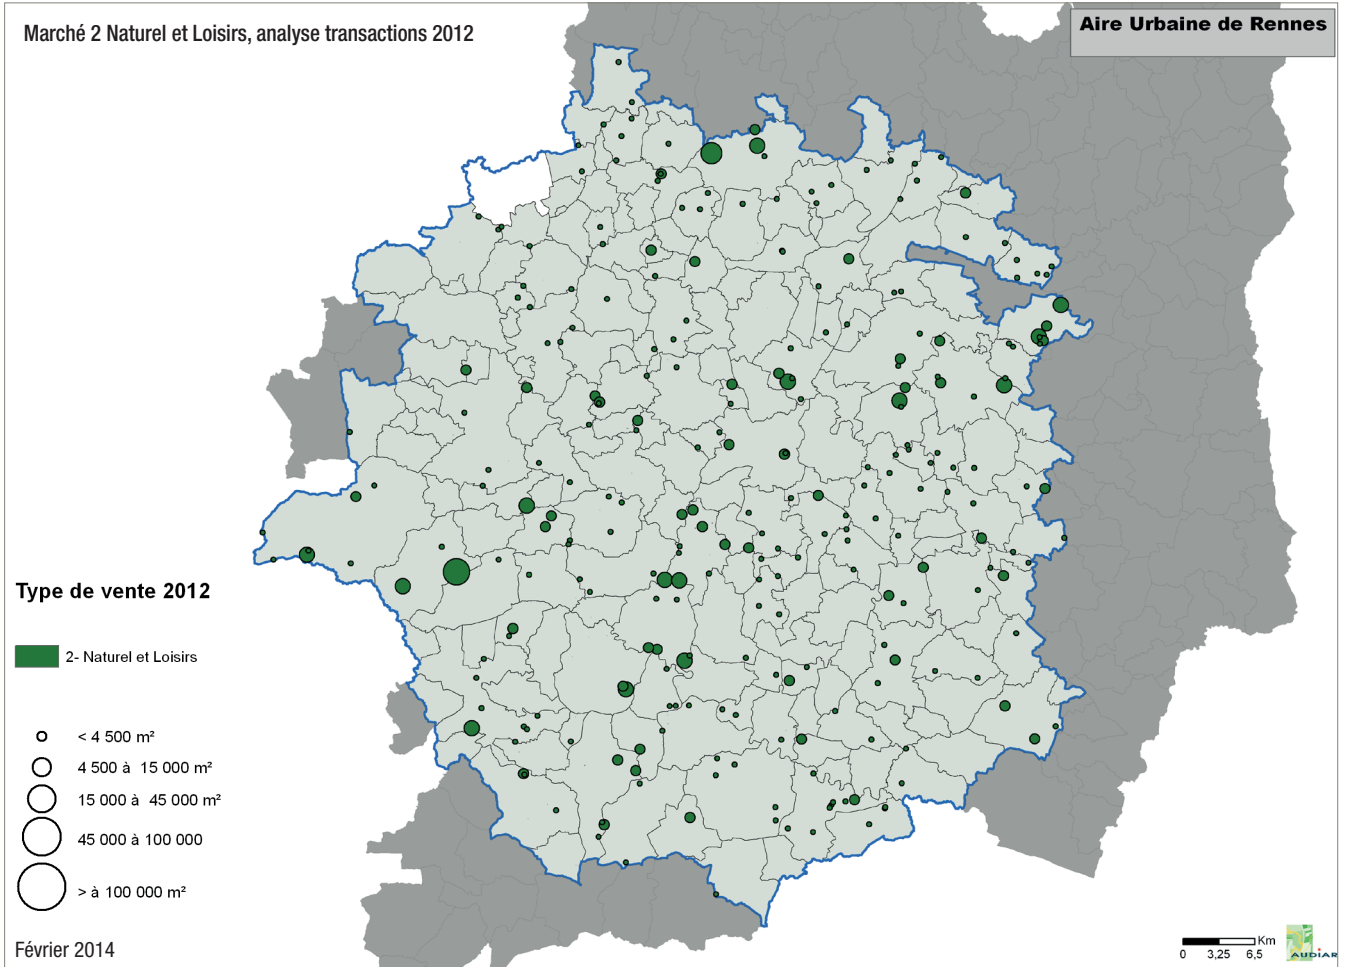 Marché 2 Naturel et Loisirs, analyse transactions 2012
Aire Urbaine de Rennes
Type de vente 2012
2- Naturel et Loisirs
< 4 500 m²
4 500 à 15 000 m²
15 000 à 45 000 m²
45 000 à 100 000
> à 100 000 m²
Février 2014
Km
0 3,25 6,5
AUDIAR